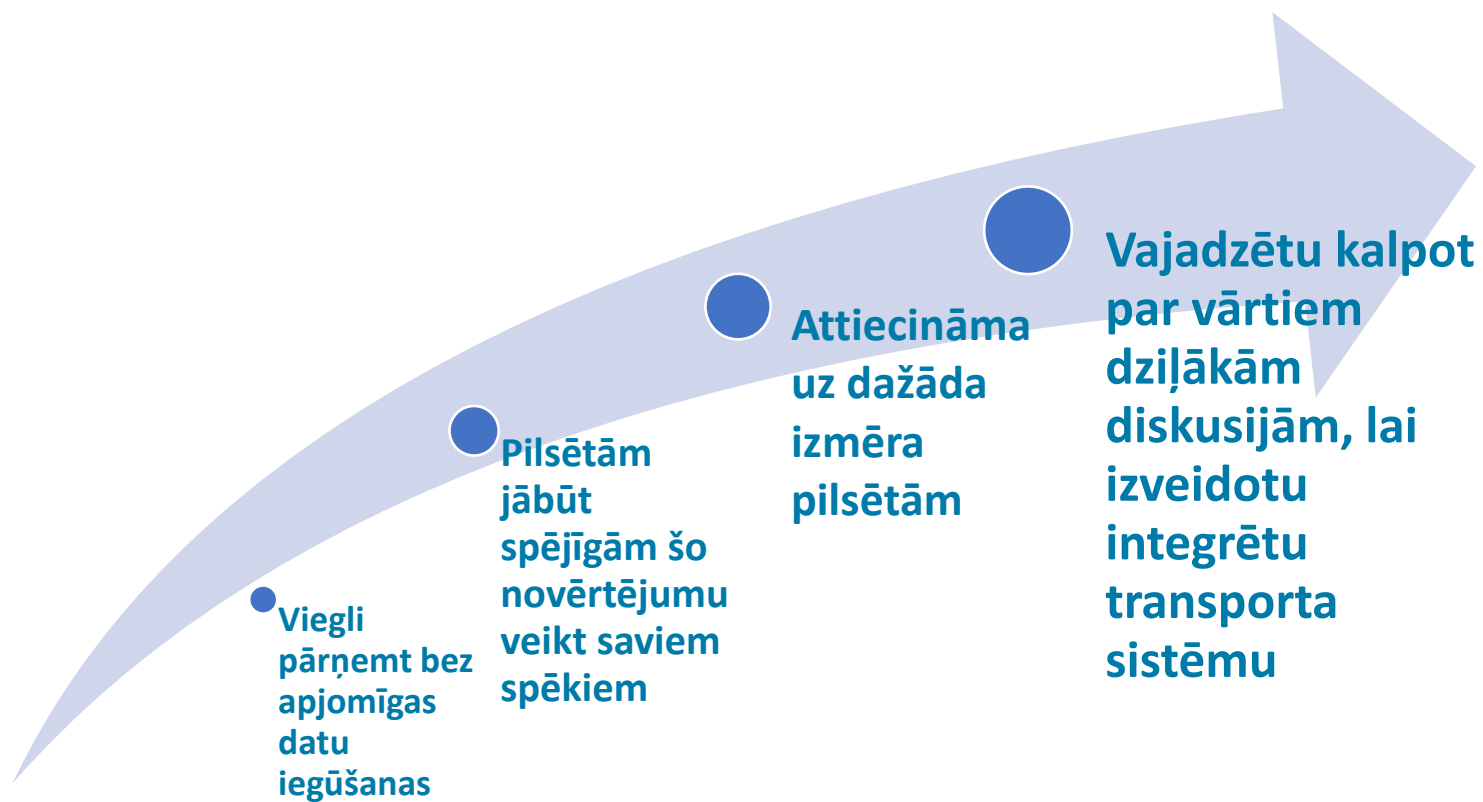 Viegli
pārņemt bez
apjomīgas
datu
iegūšanas
Pilsētām
jābūt
spējīgām šo
novērtējumu
veikt saviem
spēkiem
Attiecināma
uz dažāda
izmēra
pilsētām
Vajadzētu kalpot
par vārtiem
dziļākām
diskusijām, lai
izveidotu
integrētu
transporta
sistēmu